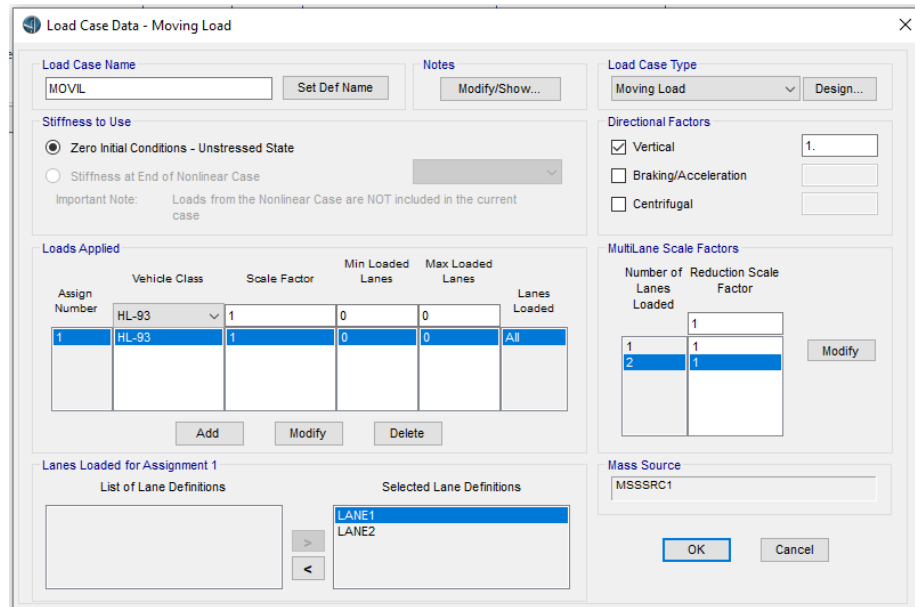 Load Case Data - Moving Load
Load Case Name
MOVIL
Set Def Name
Notes
Modify/Show...
Load Case Type
Moving Load
Design...
Stiffness to Use
Zero Initial Conditions - Unstressed State
Stiffness at End of Nonlinear Case
Important Note: Loads from the Nonlinear Case are NOT included in the current
case
Directional Factors
Vertical
1.
Braking/Acceleration
Centrifugal
Loads Applied
Assign
Number
Vehicle Class
Scale Factor
Min Loaded
Lanes
Max Loaded
Lanes
Lanes
Loaded
HL-93 1 0 0
1 HL-93 1 0 0 All
Add
Modify
Delete
MultiLane Scale Factors
Number of
Lanes
Loaded
Reduction Scale
Factor
1
1 1
2 1
Modify
Lanes Loaded for Assignment 1
List of Lane Definitions
Selected Lane Definitions
LANE1
LANE2
>
<
Mass Source
MSSSRC1
OK
Cancel